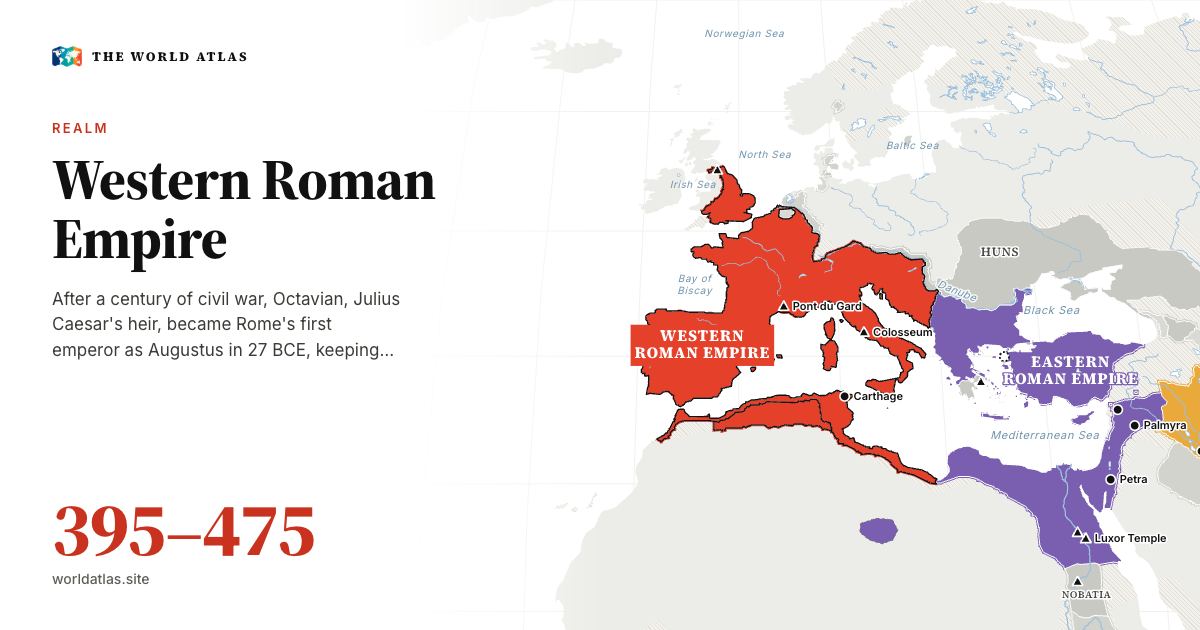 THE WORLD ATLAS
REALM
Western Roman
Empire
After a century of civil war, Octavian, Julius
Caesar's heir, became Rome's first
emperor as Augustus in 27 BCE, keeping...
395–475
worldatlas.site
Norwegian Sea
North Sea
Baltic Sea
Irish Sea
HUNS
Bay of
Biscay
Danube
Pont du Gard
Black Sea
Colosseum
WESTERN
ROMAN EMPIRE
EASTERN
ROMAN EMPIRE
Carthage
Palmyra
Mediterranean Sea
Petra
Luxor Temple
NOBATIA